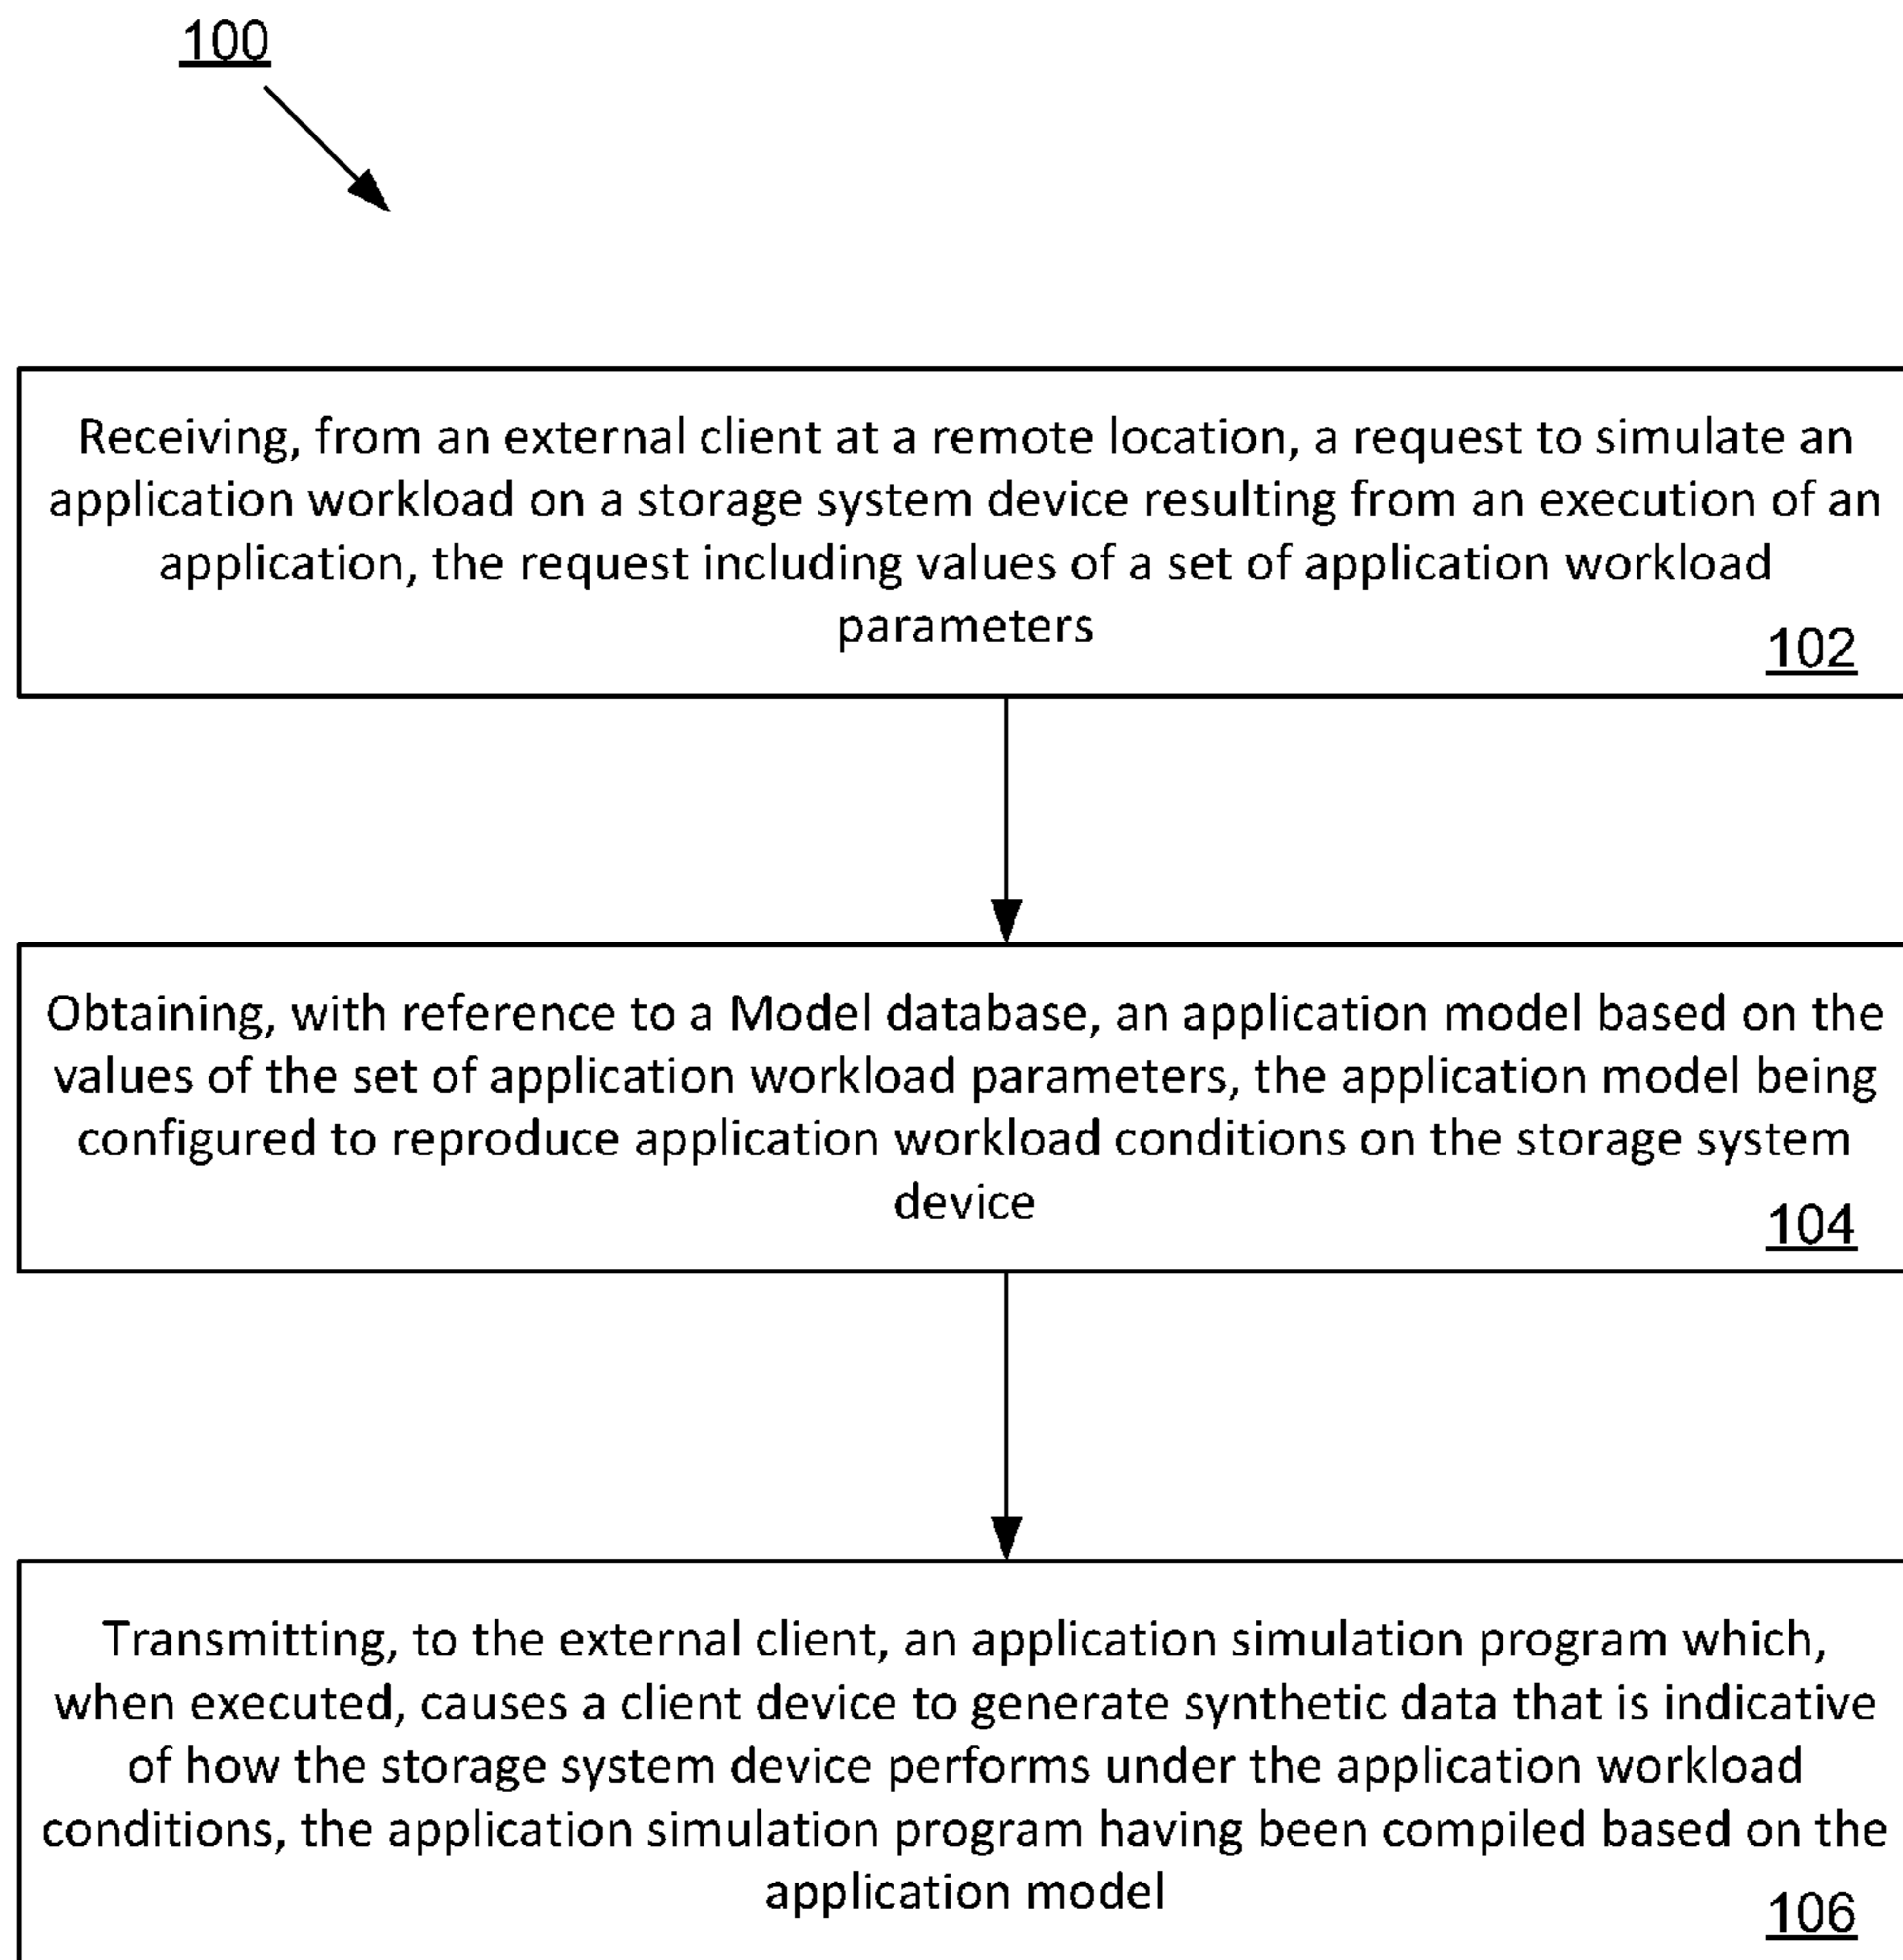 100
Receiving, from an external client at a remote location, a request to simulate an
application workload on a storage system device resulting from an execution of an
application, the request including values of a set of application workload
parameters
102
Obtaining, with reference to a Model database, an application model based on the
values of the set of application workload parameters, the application model being
configured to reproduce application workload conditions on the storage system
device
104
Transmitting, to the external client, an application simulation program which,
when executed, causes a client device to generate synthetic data that is indicative
of how the storage system device performs under the application workload
conditions, the application simulation program having been compiled based on the
application model
106